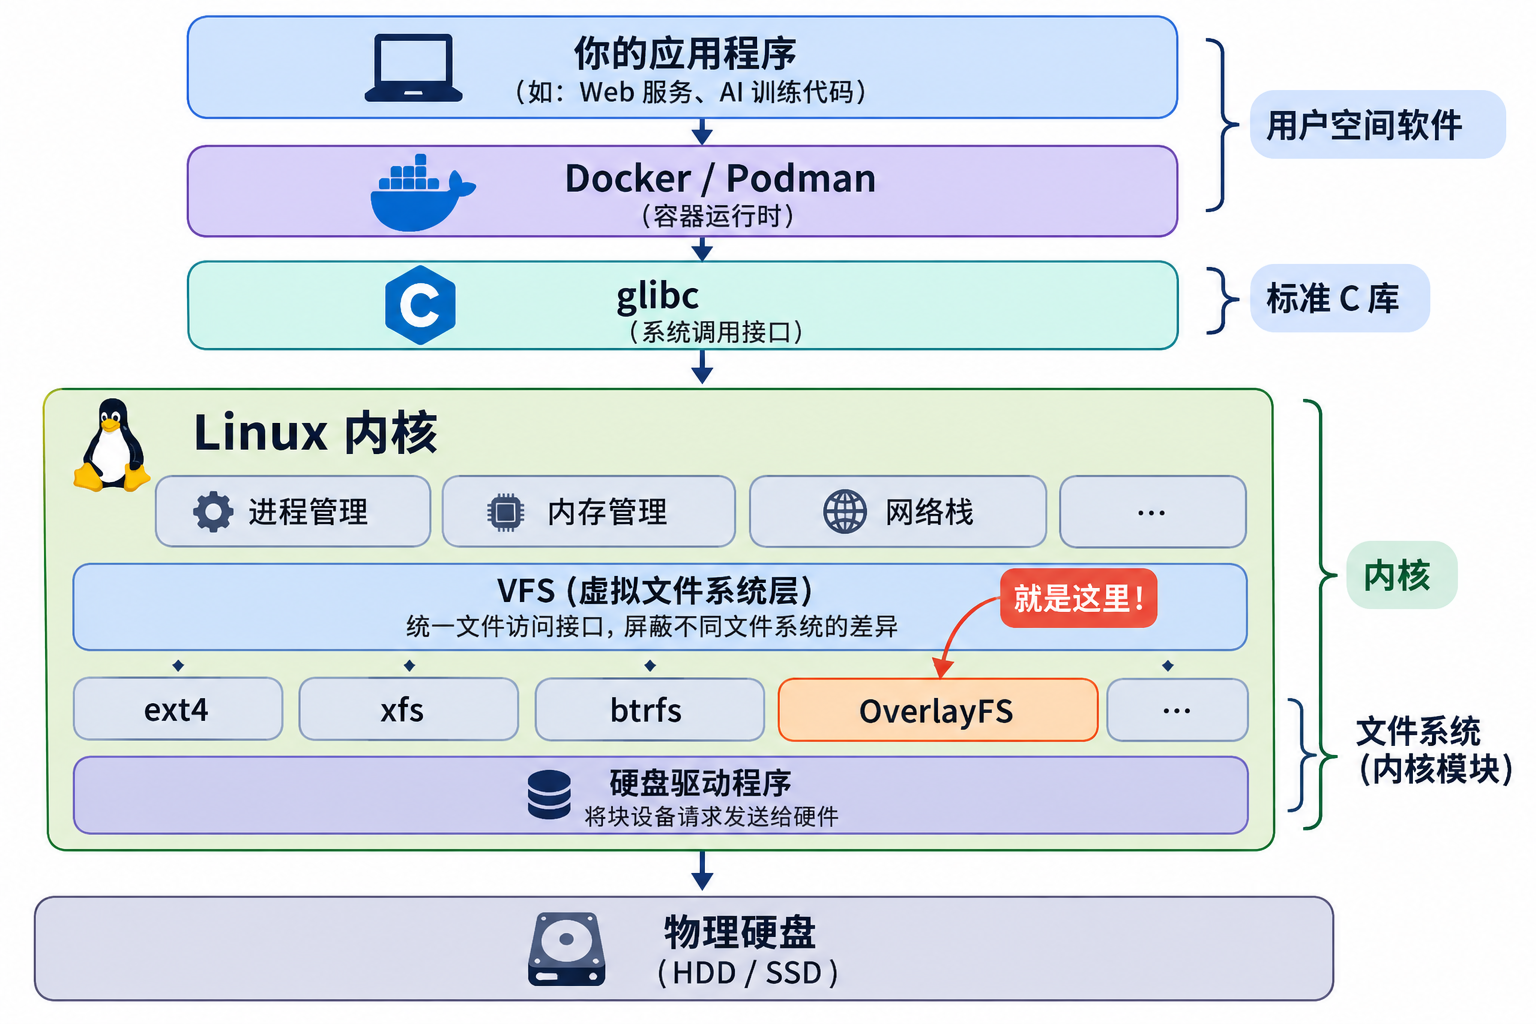 你的应用程序
（如：Web 服务、AI 训练代码）
用户空间软件
Docker / Podman
（容器运行时）
C
glibc
（系统调用接口）
标准 C 库
Linux 内核
进程管理
内存管理
网络栈
...
VFS (虚拟文件系统层)
统一文件访问接口, 屏蔽不同文件系统的差异
就是这里!
内核
ext4
xfs
btrfs
OverlayFS
...
文件系统
(内核模块)
硬盘驱动程序
将块设备请求发送给硬件
物理硬盘
( HDD / SSD )